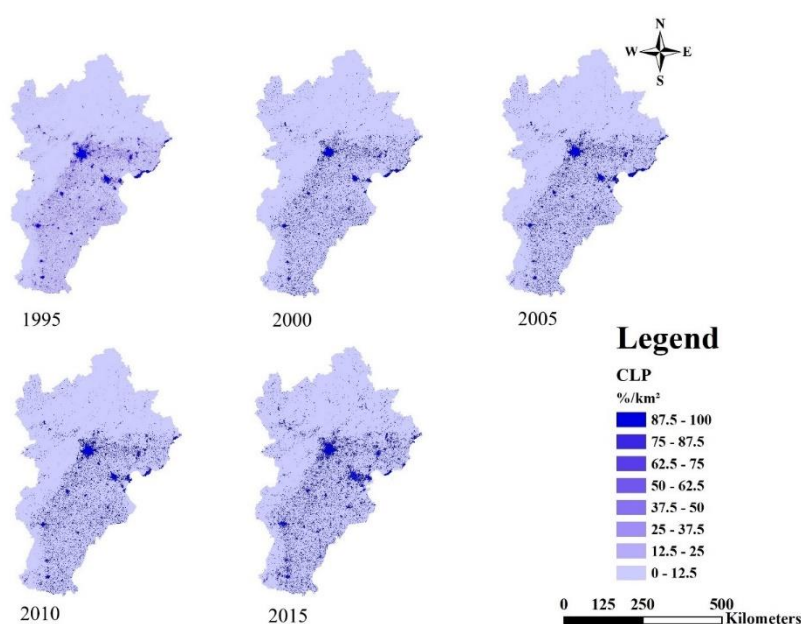 N
W E
S
1995
2000
2005
Legend
CLP
%/km²
87.5 - 100
75 - 87.5
62.5 - 75
50 - 62.5
37.5 - 50
25 - 37.5
12.5 - 25
0 - 12.5
2010
2015
0 125 250 500
Kilometers